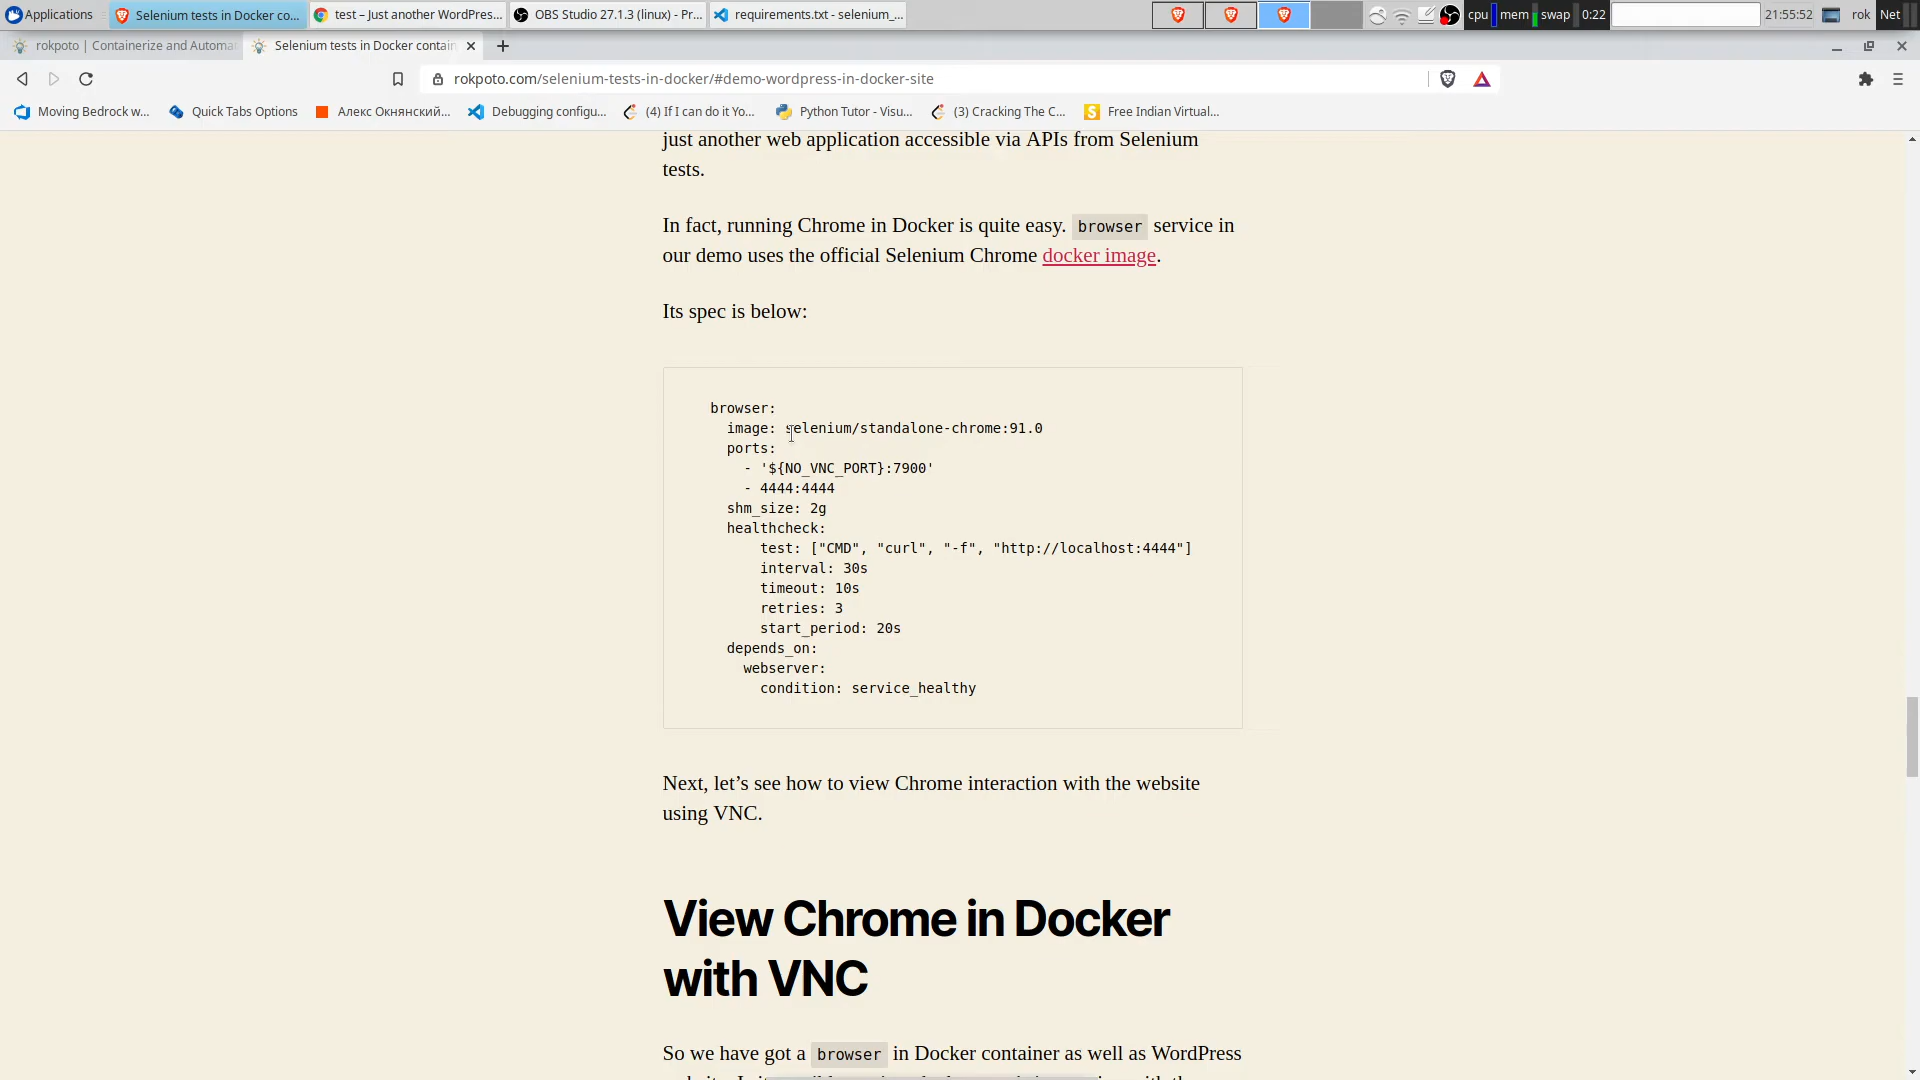 Applications
Selenium tests in Docker co...
test – Just another WordPres...
OBS Studio 27.1.3 (linux) - Pr...
requirements.txt - selenium_...
cpu
mem
swap
0:22
21:55:52
rok
Net
rokpoto | Containerize and Automat
Selenium tests in Docker contain
rokpoto.com/selenium-tests-in-docker/#demo-wordpress-in-docker-site
Moving Bedrock w...
Quick Tabs Options
Алекс Окнянский...
Debugging configu...
(4) If I can do it Yo...
Python Tutor - Visu...
(3) Cracking The C...
Free Indian Virtual...
just another web application accessible via APIs from Selenium
tests.
In fact, running Chrome in Docker is quite easy. browser service in
our demo uses the official Selenium Chrome docker image.
Its spec is below:
browser:
image: selenium/standalone-chrome:91.0
ports:
- '${NO_VNC_PORT}:7900'
- 4444:4444
shm_size: 2g
healthcheck:
test: ["CMD", "curl", "-f", "http://localhost:4444"]
interval: 30s
timeout: 10s
retries: 3
start_period: 20s
depends_on:
webserver:
condition: service_healthy
Next, let’s see how to view Chrome interaction with the website
using VNC.
View Chrome in Docker
with VNC
So we have got a browser in Docker container as well as WordPress